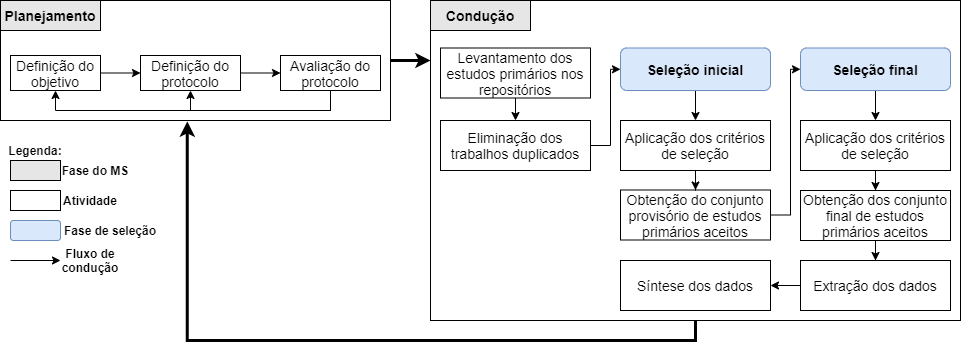 Planejamento
Definição do
objetivo
Definição do
protocolo
Avaliação do
protocolo
Legenda:
Fase do MS
Atividade
Fase de seleção
Fluxo de
condução
Condução
Levantamento dos
estudos primários nos
repositórios
Eliminação dos
trabalhos duplicados
Seleção inicial
Aplicação dos critérios
de seleção
Obtenção do conjunto
provisório de estudos
primários aceitos
Seleção final
Aplicação dos critérios
de seleção
Obtenção dos conjunto
final de estudos
primários aceitos
Extração dos dados
Síntese dos dados